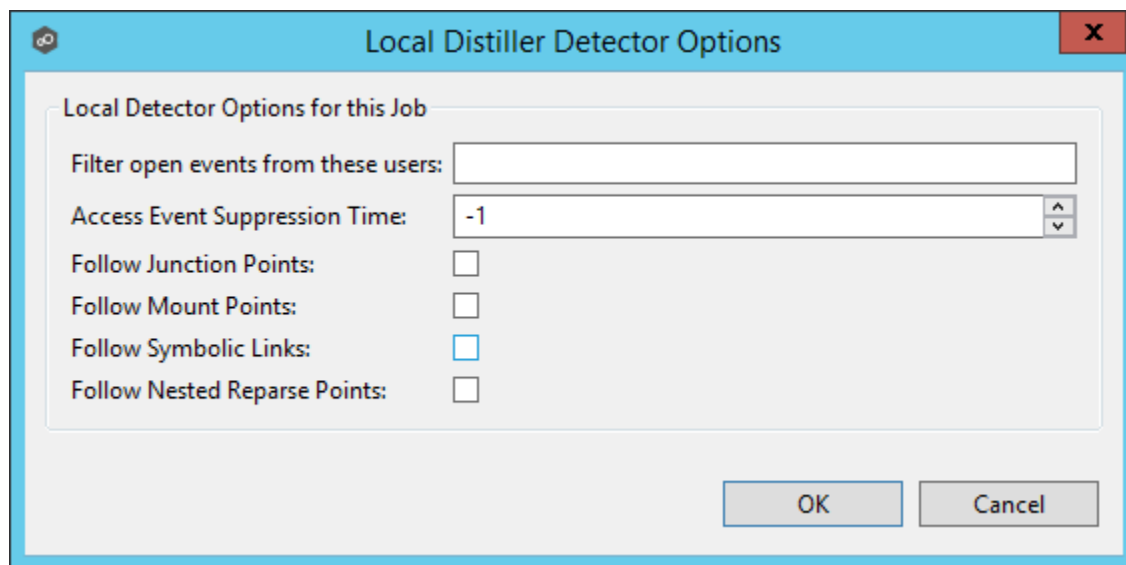 Local Distiller Detector Options
x
Local Detector Options for this Job
Filter open events from these users:
Access Event Suppression Time: -1
Follow Junction Points:
Follow Mount Points:
Follow Symbolic Links:
Follow Nested Reparse Points:
OK Cancel